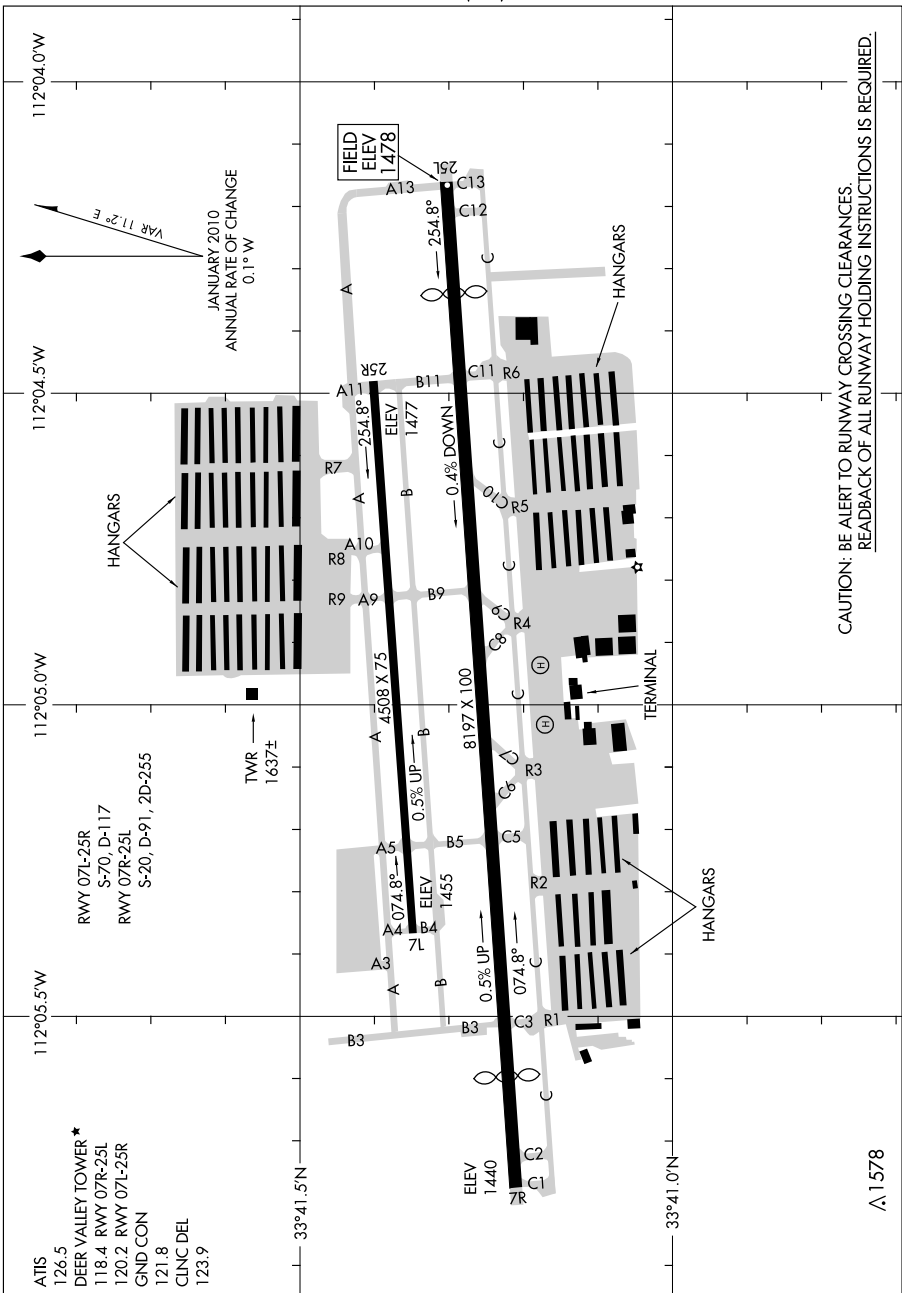 ATIS
126.5
DEER VALLEY TOWER ★
118.4 RWY 07R-25L
120.2 RWY 07L-25R
GND CON
121.8
CLNC DEL
123.9
RWY 07L-25R
S-70, D-117
RWY 07R-25L
S-20, D-91, 2D-255
TWR
1637±
HANGARS
JANUARY 2010
ANNUAL RATE OF CHANGE
0.1° W
VAR 11.2° E
112°05.5'W
112°05.0'W
112°04.5'W
112°04.0'W
33°41.5'N
33°41.0'N
FIELD
ELEV
1478
B3
A3
A4
A5
A
A
R9
A9
R8
A10
A
R7
A11
A
A13
7L
074.8°
4508 X 75
254.8°
25R
ELEV
1455
0.5% UP
ELEV
1477
B
B4
B
B
B3
B5
B9
B11
ELEV
1440
7R
0.5% UP
074.8°
8197 X 100
0.4% DOWN
254.8°
25L
C1
C2
C
C3
R1
C
R2
C5
C6
R3
C7
C
C8
R4
C9
C
C10
R5
C
C11
R6
C
C12
C13
H
H
HANGARS
TERMINAL
HANGARS
1578
CAUTION: BE ALERT TO RUNWAY CROSSING CLEARANCES.
READBACK OF ALL RUNWAY HOLDING INSTRUCTIONS IS REQUIRED.